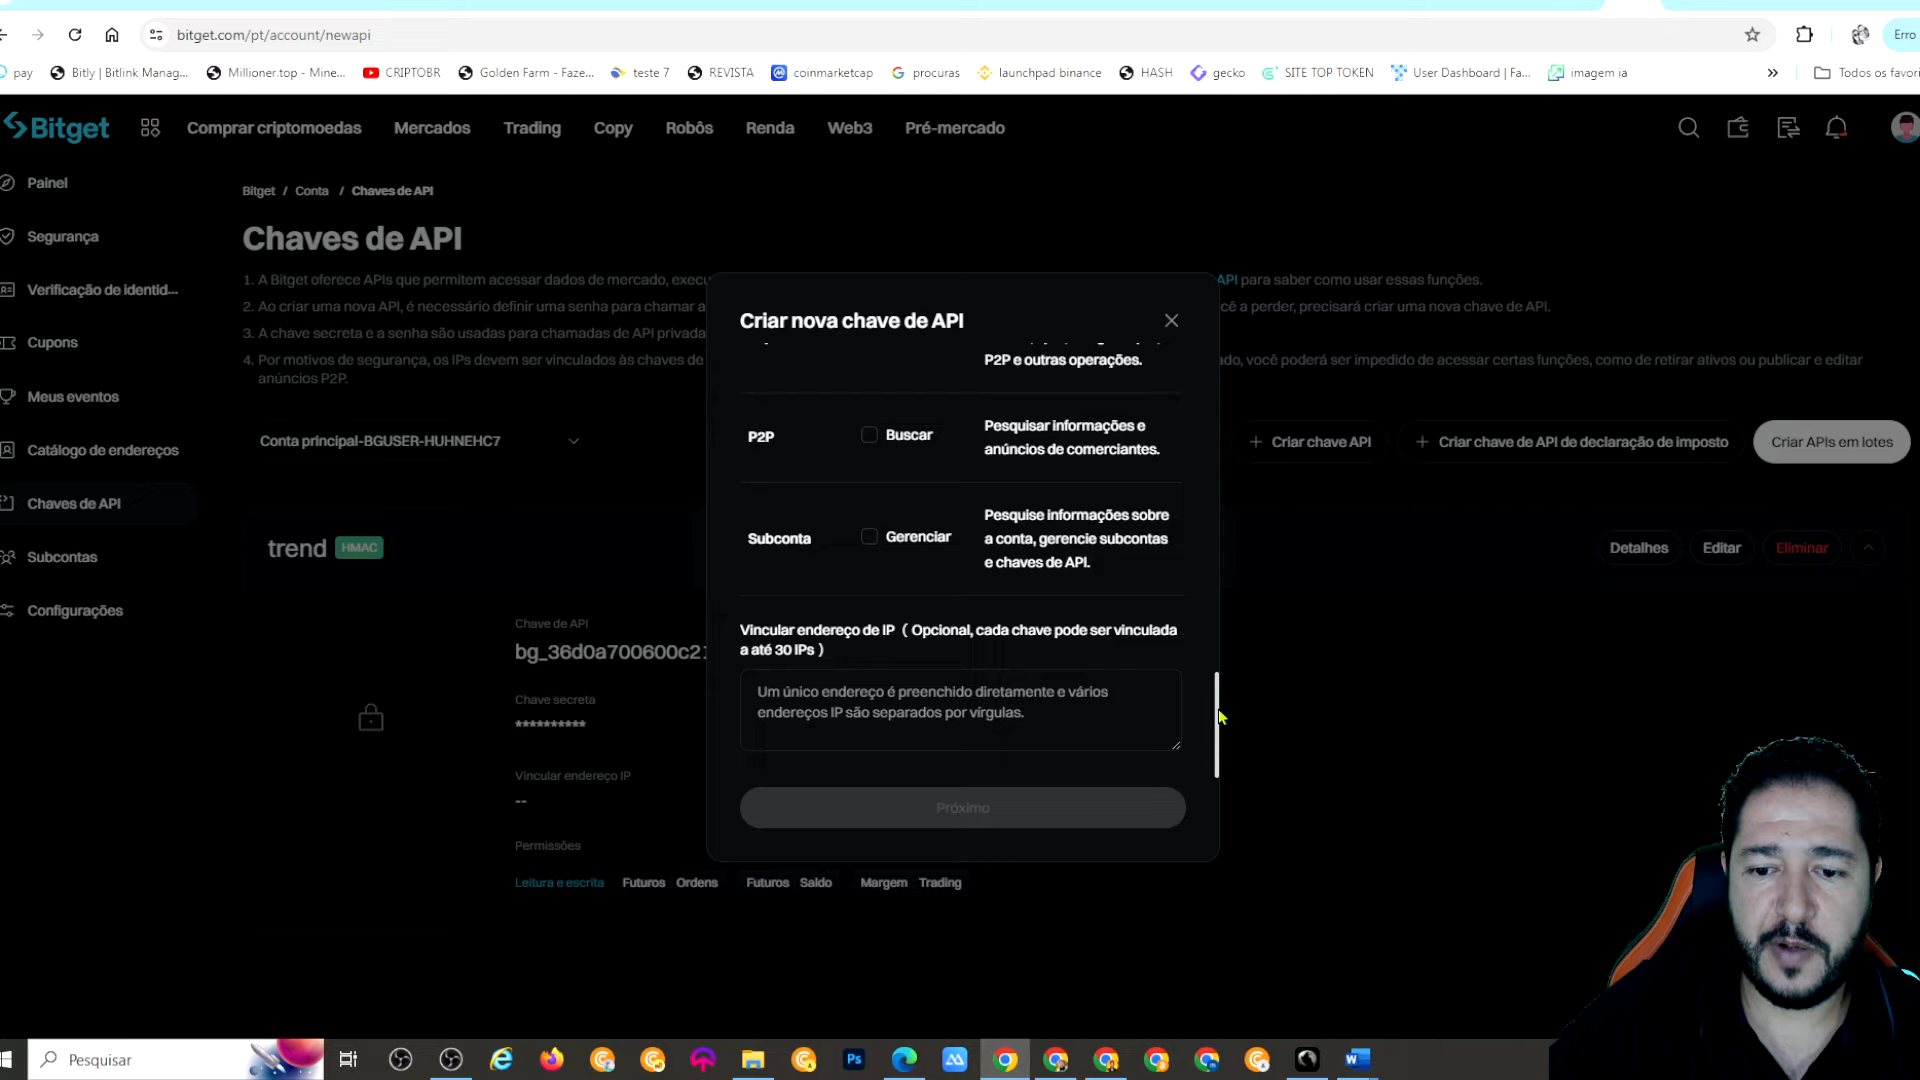 bitget.com/pt/account/newapi
Erro
pay
Bitly | Bitlink Manag...
Millioner.top - Mine...
CRIPTOBR
Golden Farm - Faze...
teste 7
REVISTA
coinmarketcap
procuras
launchpad binance
HASH
gecko
SITE TOP TOKEN
User Dashboard | Fa...
imagem ia
Todos os favori
Bitget
Comprar criptomoedas
Mercados
Trading
Copy
Robôs
Renda
Web3
Pré-mercado
Painel
Segurança
Verificação de identid...
Cupons
Meus eventos
Catálogo de endereços
Chaves de API
Subcontas
Configurações
Bitget / Conta / Chaves de API
Chaves de API
1. A Bitget oferece APIs que permitem acessar dados de mercado, execu
API para saber como usar essas funções.
2. Ao criar uma nova API, é necessário definir uma senha para chamar a
cê a perder, precisará criar uma nova chave de API.
3. A chave secreta e a senha são usadas para chamadas de API privada
4. Por motivos de segurança, os IPs devem ser vinculados às chaves de
ado, você poderá ser impedido de acessar certas funções, como de retirar ativos ou publicar e editar
anúncios P2P.
Conta principal-BGUSER-HUHNEHC7
Criar chave API
Criar chave de API de declaração de imposto
Criar APIs em lotes
trend
HMAC
Detalhes
Editar
Eliminar
Chave de API
bg_36d0a700600c21
Chave secreta
**********
Vincular endereço IP
--
Permissões
Leitura e escrita
Futuros Ordens
Futuros Saldo
Margem Trading
Criar nova chave de API
P2P e outras operações.
P2P
Buscar
Pesquisar informações e
anúncios de comerciantes.
Subconta
Gerenciar
Pesquise informações sobre
a conta, gerencie subcontas
e chaves de API.
Vincular endereço de IP ( Opcional, cada chave pode ser vinculada
a até 30 IPs )
Um único endereço é preenchido diretamente e vários
endereços IP são separados por vírgulas.
Próximo
Pesquisar
Ps